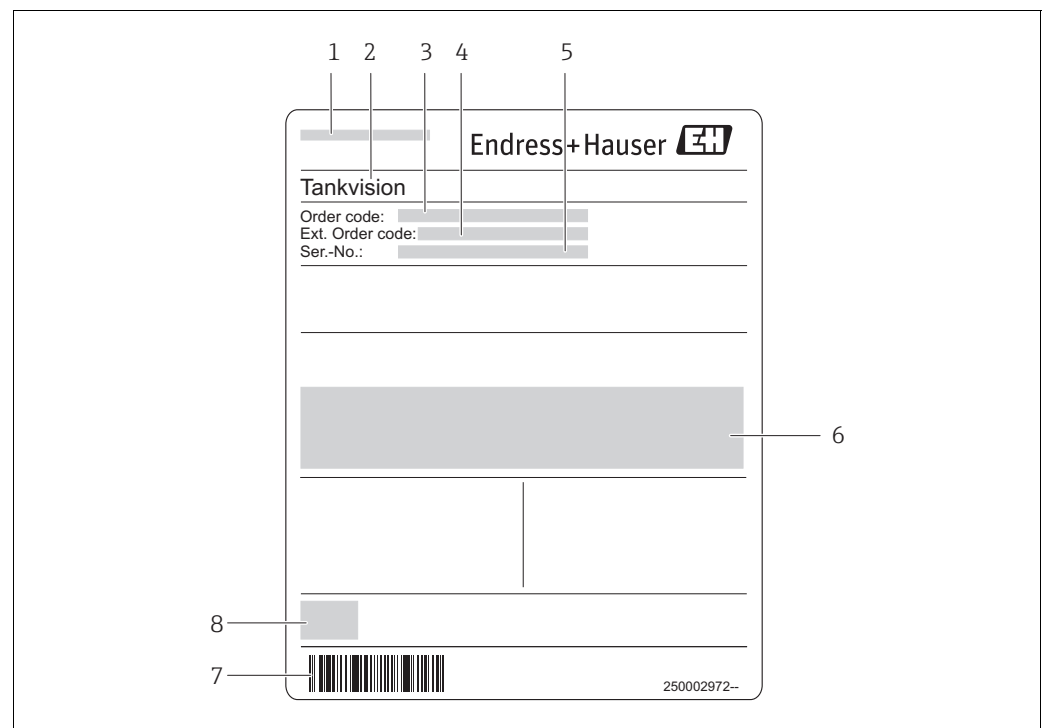 1 2 3 4 5
Endress+Hauser EH
Tankvision
Order code:
Ext. Order code:
Ser.-No.:
6
8
7
250002972--